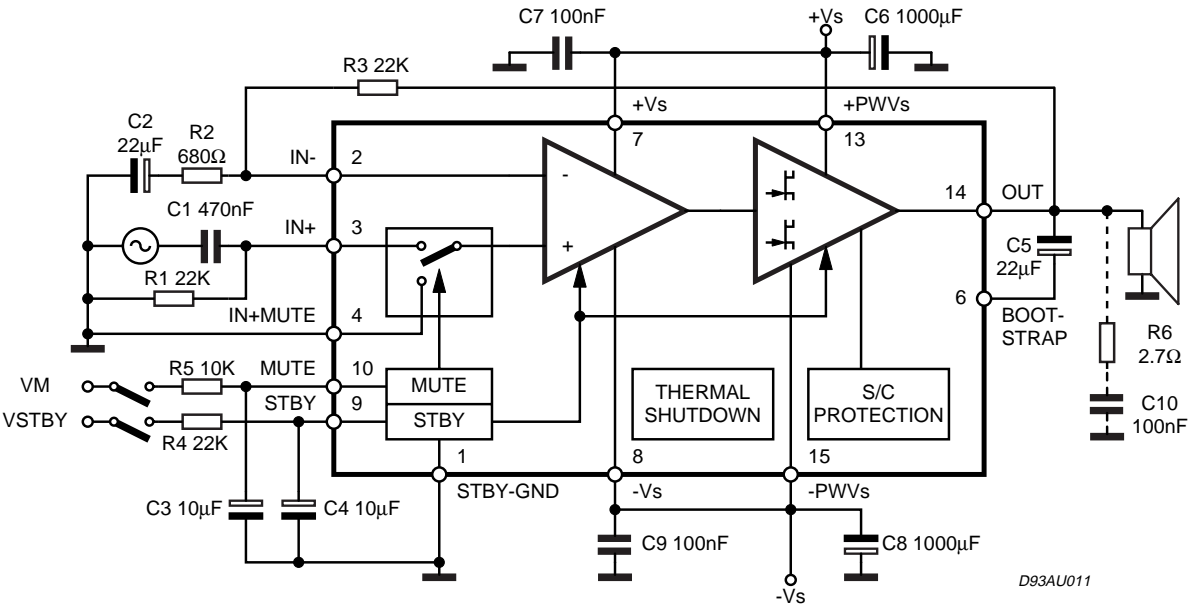 C7 100nF
+Vs
C6 1000μF
R3 22K
+Vs
+PWVs
C2
22μF
R2
680Ω
IN-
2
7
13
-
14
OUT
C1 470nF
IN+
3
+
C5
22μF
R1 22K
IN+MUTE
4
6
BOOT-
STRAP
R6
2.7Ω
VM
R5 10K
MUTE
10
MUTE
THERMAL
SHUTDOWN
S/C
PROTECTION
VSTBY
R4 22K
STBY
9
STBY
C10
100nF
1
8
15
STBY-GND
-Vs
-PWVs
C3 10μF
C4 10μF
C9 100nF
C8 1000μF
-Vs
D93AU011